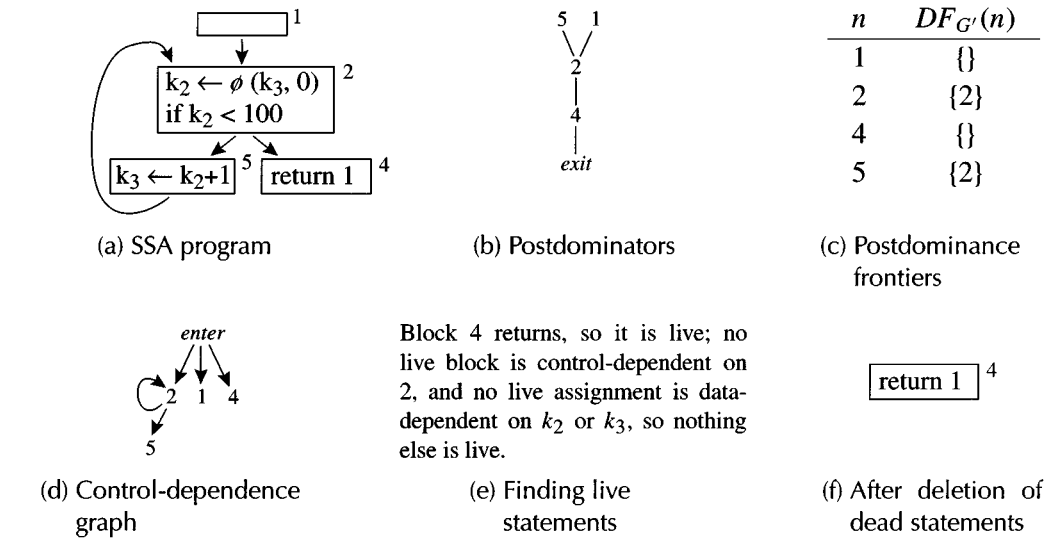 1
k₂ ← ø (k₃, 0)
if k₂ < 100
2
k₃ ← k₂+1
5
return 1
4
(a) SSA program
5 1
2
4
exit
(b) Postdominators
n DF_G′(n)
1 {}
2 {2}
4 {}
5 {2}
(c) Postdominance
frontiers
enter
2 1 4
5
(d) Control-dependence
graph
Block 4 returns, so it is live; no
live block is control-dependent on
2, and no live assignment is data-
dependent on k₂ or k₃, so nothing
else is live.
(e) Finding live
statements
return 1
4
(f) After deletion of
dead statements